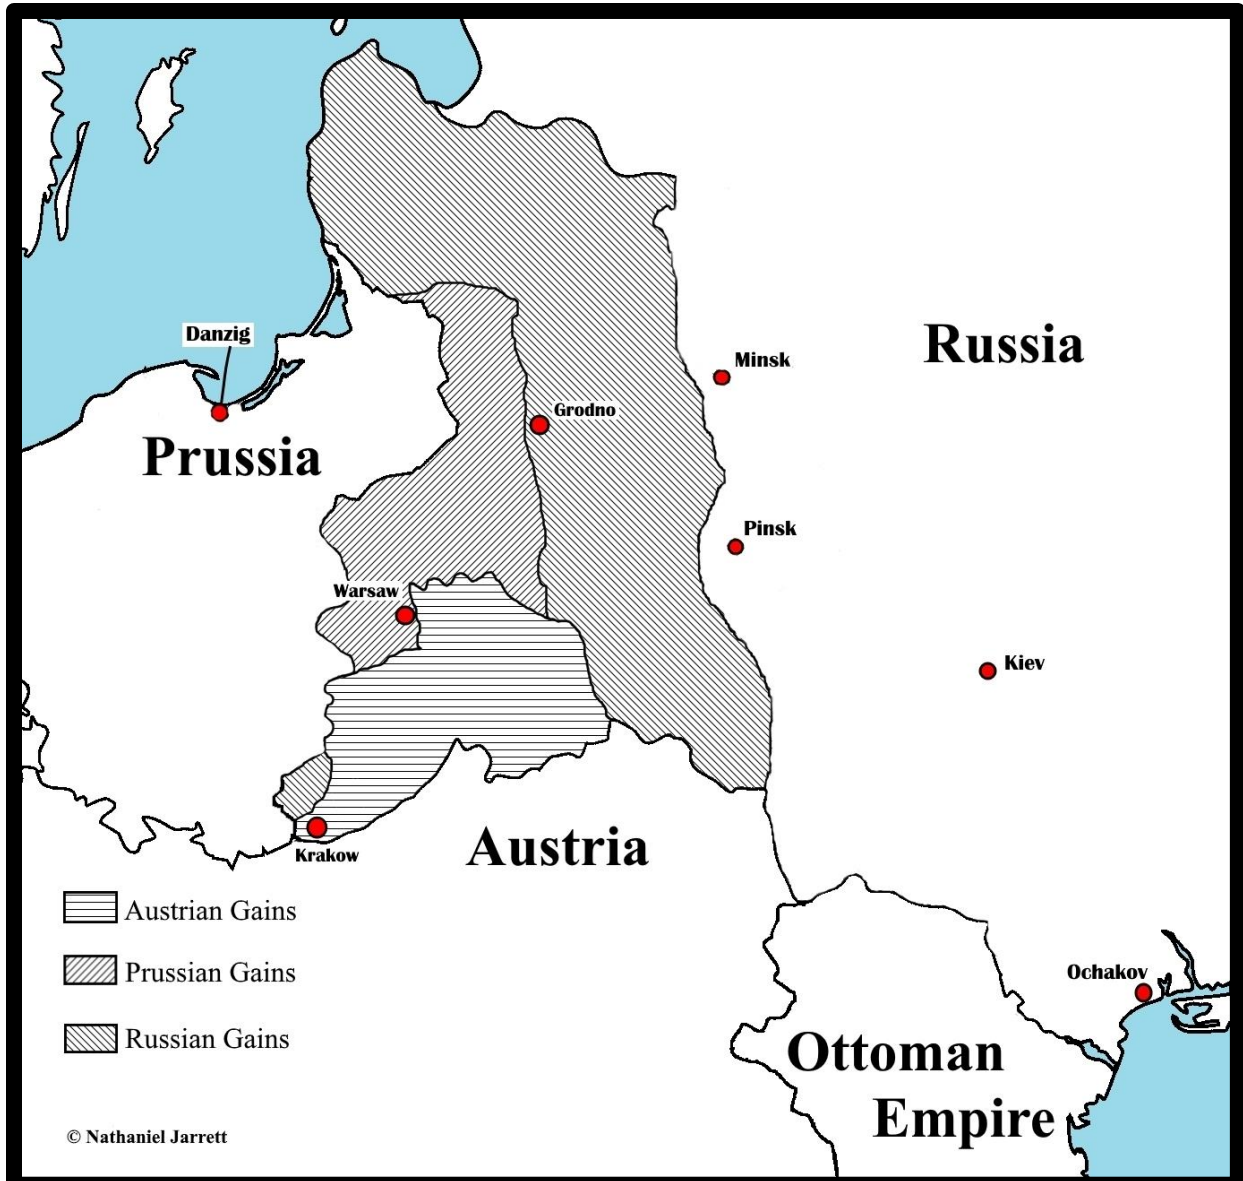 Danzig
Russia
Minsk
Grodno
Prussia
Pinsk
Warsaw
Kiev
Austria
Krakow
Austrian Gains
Prussian Gains
Ochakov
Russian Gains
Ottoman
Empire
© Nathaniel Jarrett